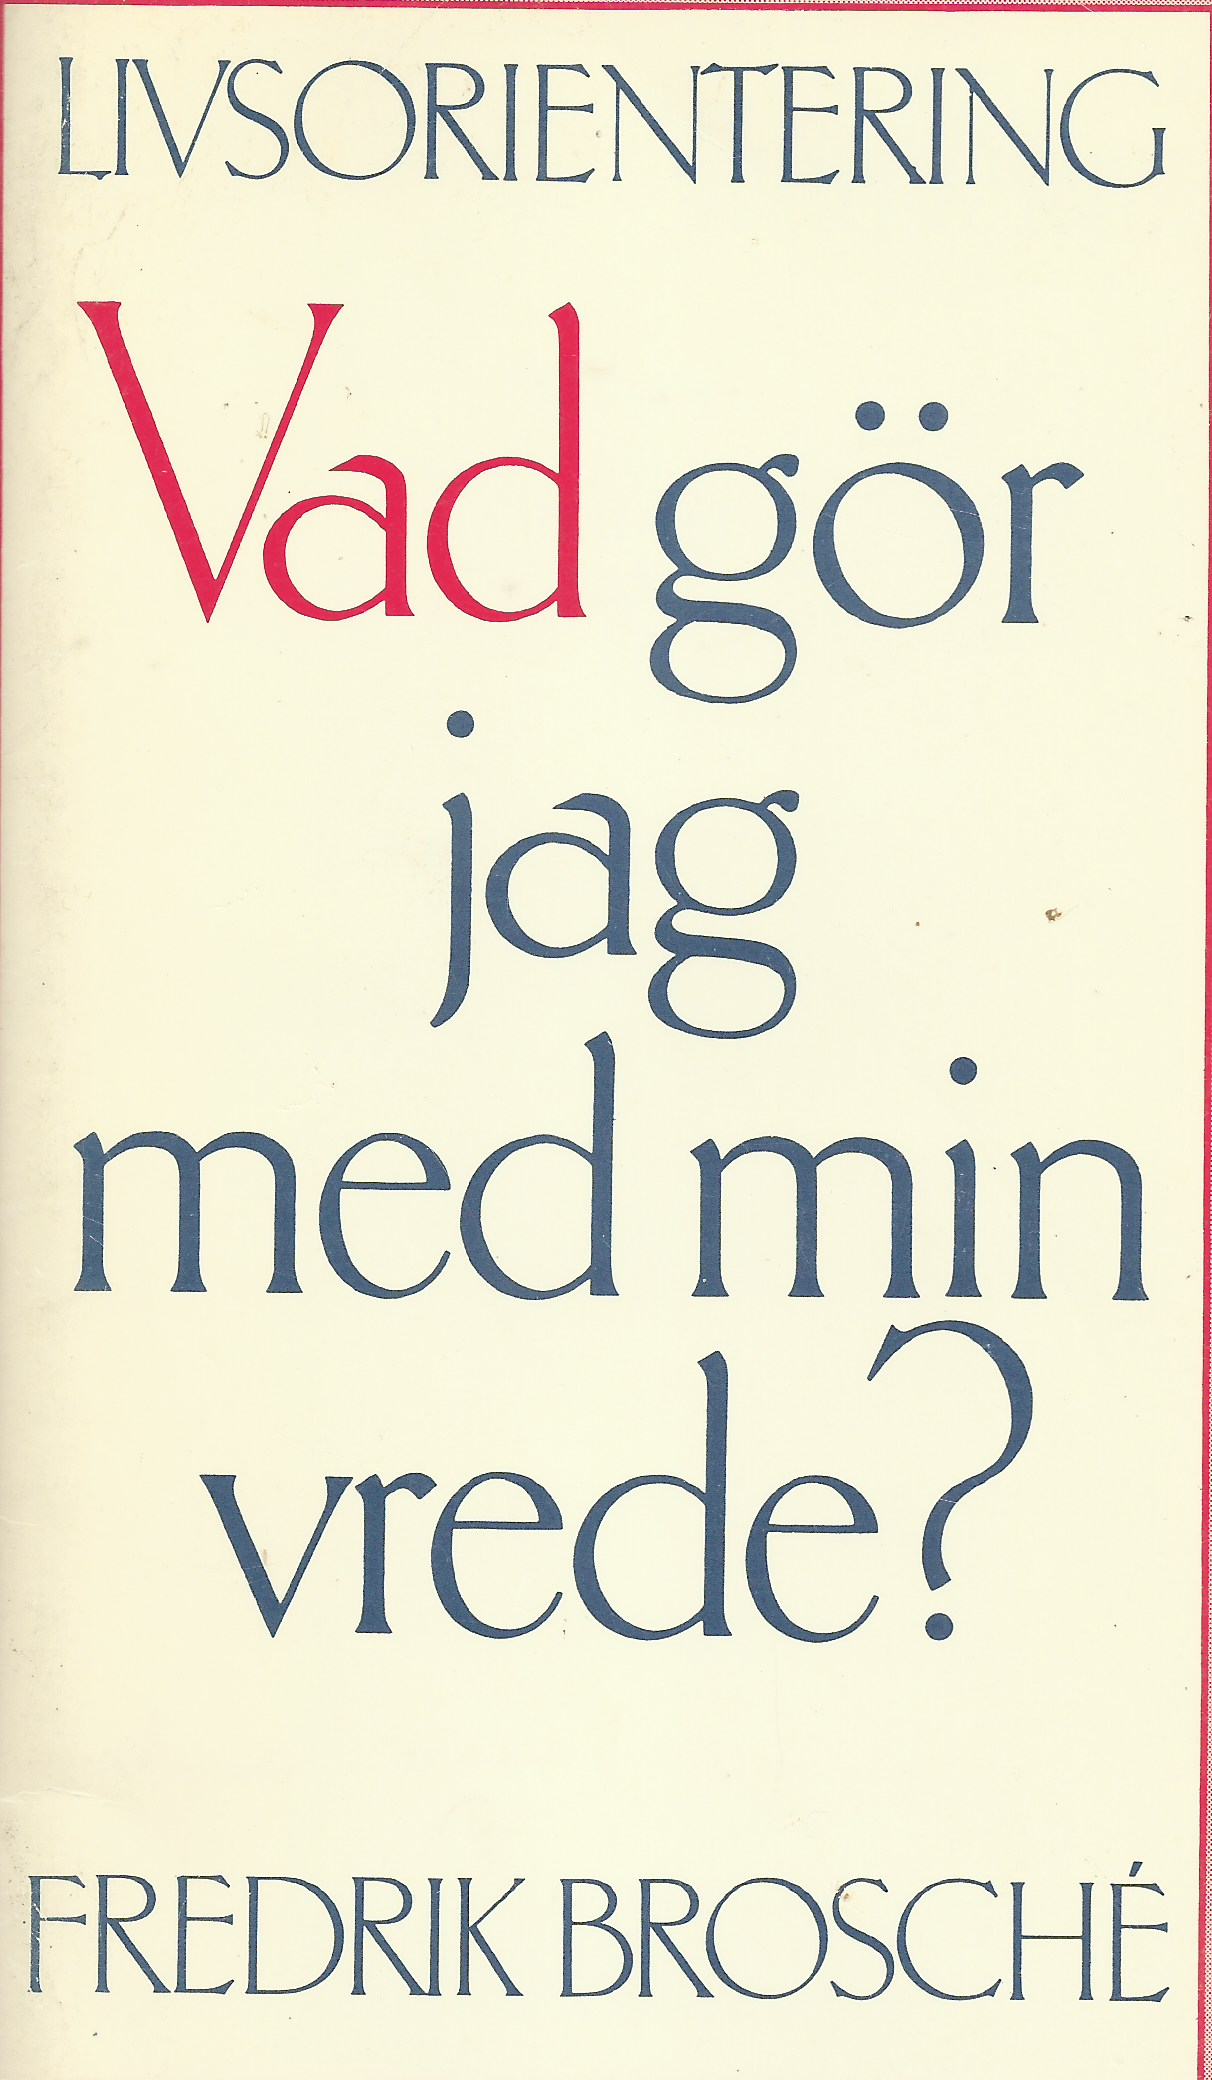 LIVSORIENTERING
Vad gör
jag
med min
vrede?
FREDRIK BROSCHÉ